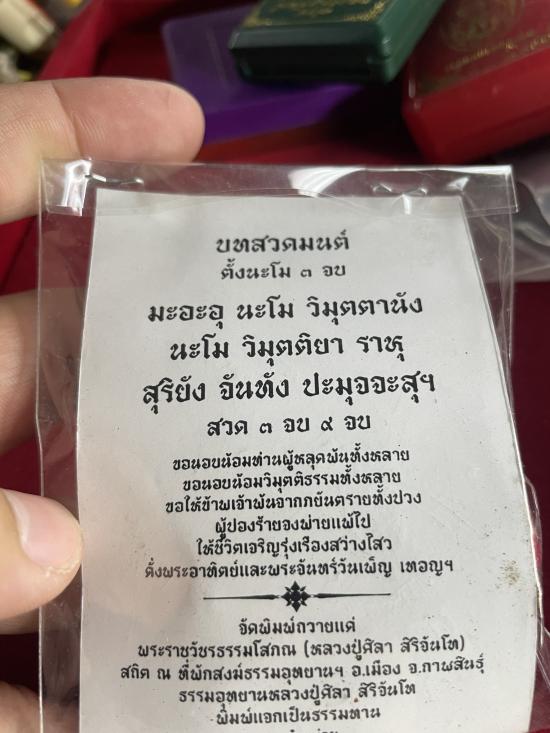 บทสวดมนต์
ตั้งนะโม ๓ จบ
มะอะอุ นะโม วิมุตตานัง
นะโม วิมุตติยา ราหุ
สุริยัง จันทัง ปะมุจจะสุฯ
สวด ๓ จบ ๙ จบ
ขอนอบน้อมท่านผู้หลุดพ้นทั้งหลาย
ขอนอบน้อมวิมุตติธรรมทั้งหลาย
ขอให้ข้าพเจ้าพ้นจากภยันตรายทั้งปวง
ผู้ปองร้ายจงพ่ายแพ้ไป
ให้ชีวิตเจริญรุ่งเรืองสว่างไสว
ดั่งพระอาทิตย์และพระจันทร์วันเพ็ญ เทอญฯ
จัดพิมพ์ถวายแด่
พระราชวัชรธรรมโสภณ (หลวงปู่ศิลา สิริจันโท)
สถิต ณ ที่พักสงฆ์ธรรมอุทยานฯ อ.เมือง จ.กาฬสินธุ์
ธรรมอุทยานหลวงปู่ศิลา สิริจันโท
พิมพ์แจกเป็นธรรมทาน